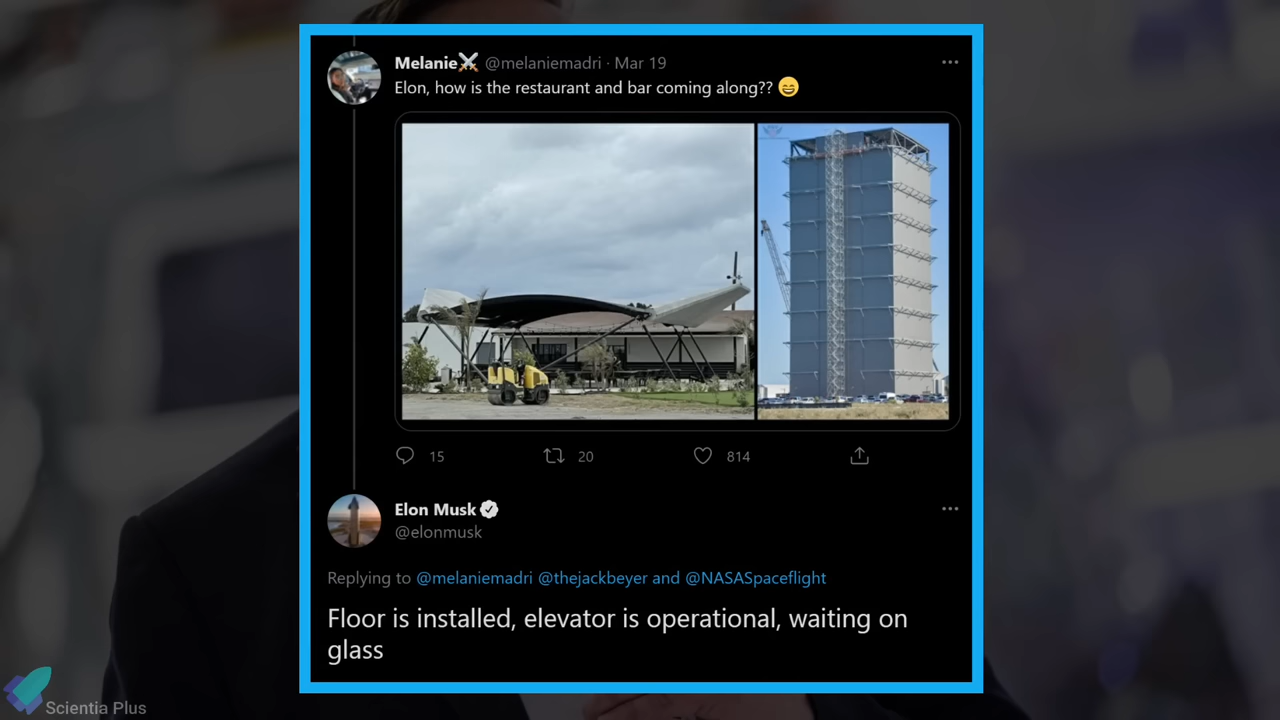 Melanie⚔️ @melaniemadri · Mar 19
Elon, how is the restaurant and bar coming along?? 😄
15 20 814
Elon Musk
@elonmusk
Replying to @melaniemadri @thejackbeyer and @NASASpaceflight
Floor is installed, elevator is operational, waiting on
glass
Scientia Plus